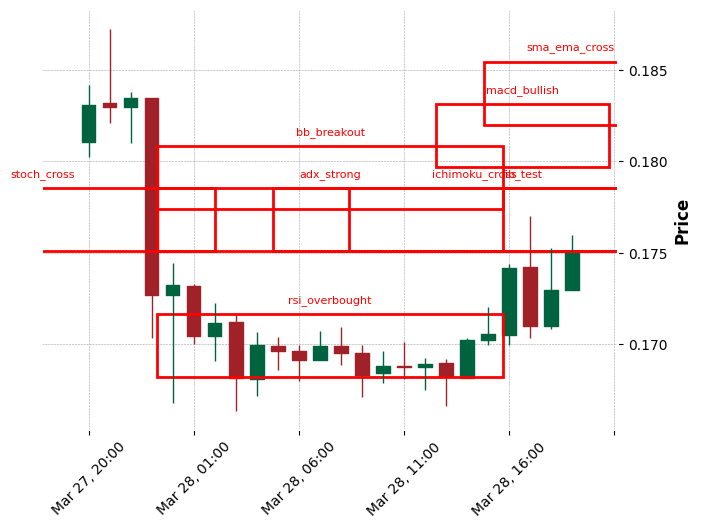 sma_ema_cross
0.185
macd_bullish
bb_breakout
0.180
stoch_cross
adx_strong
ichimoku_cross
Price
0.175
rsi_overbought
0.170
Mar 27, 20:00
Mar 28, 01:00
Mar 28, 06:00
Mar 28, 11:00
Mar 28, 16:00